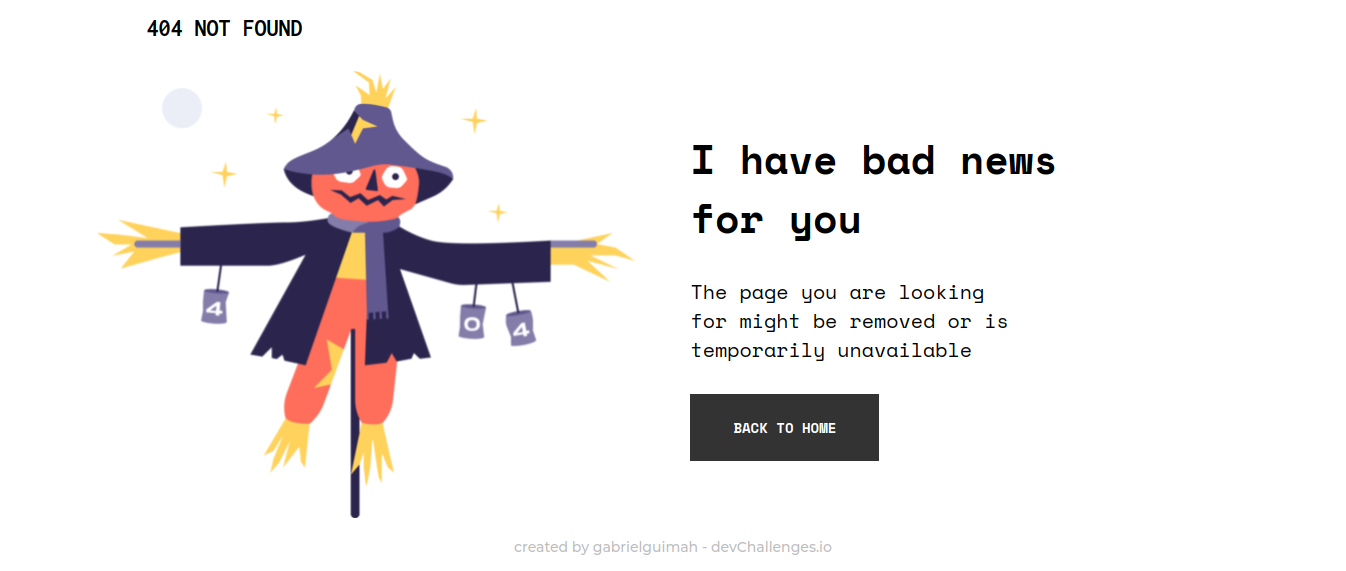 404 NOT FOUND
4
0
4
I have bad news
for you
The page you are looking
for might be removed or is
temporarily unavailable
BACK TO HOME
created by gabrielguimah - devChallenges.io